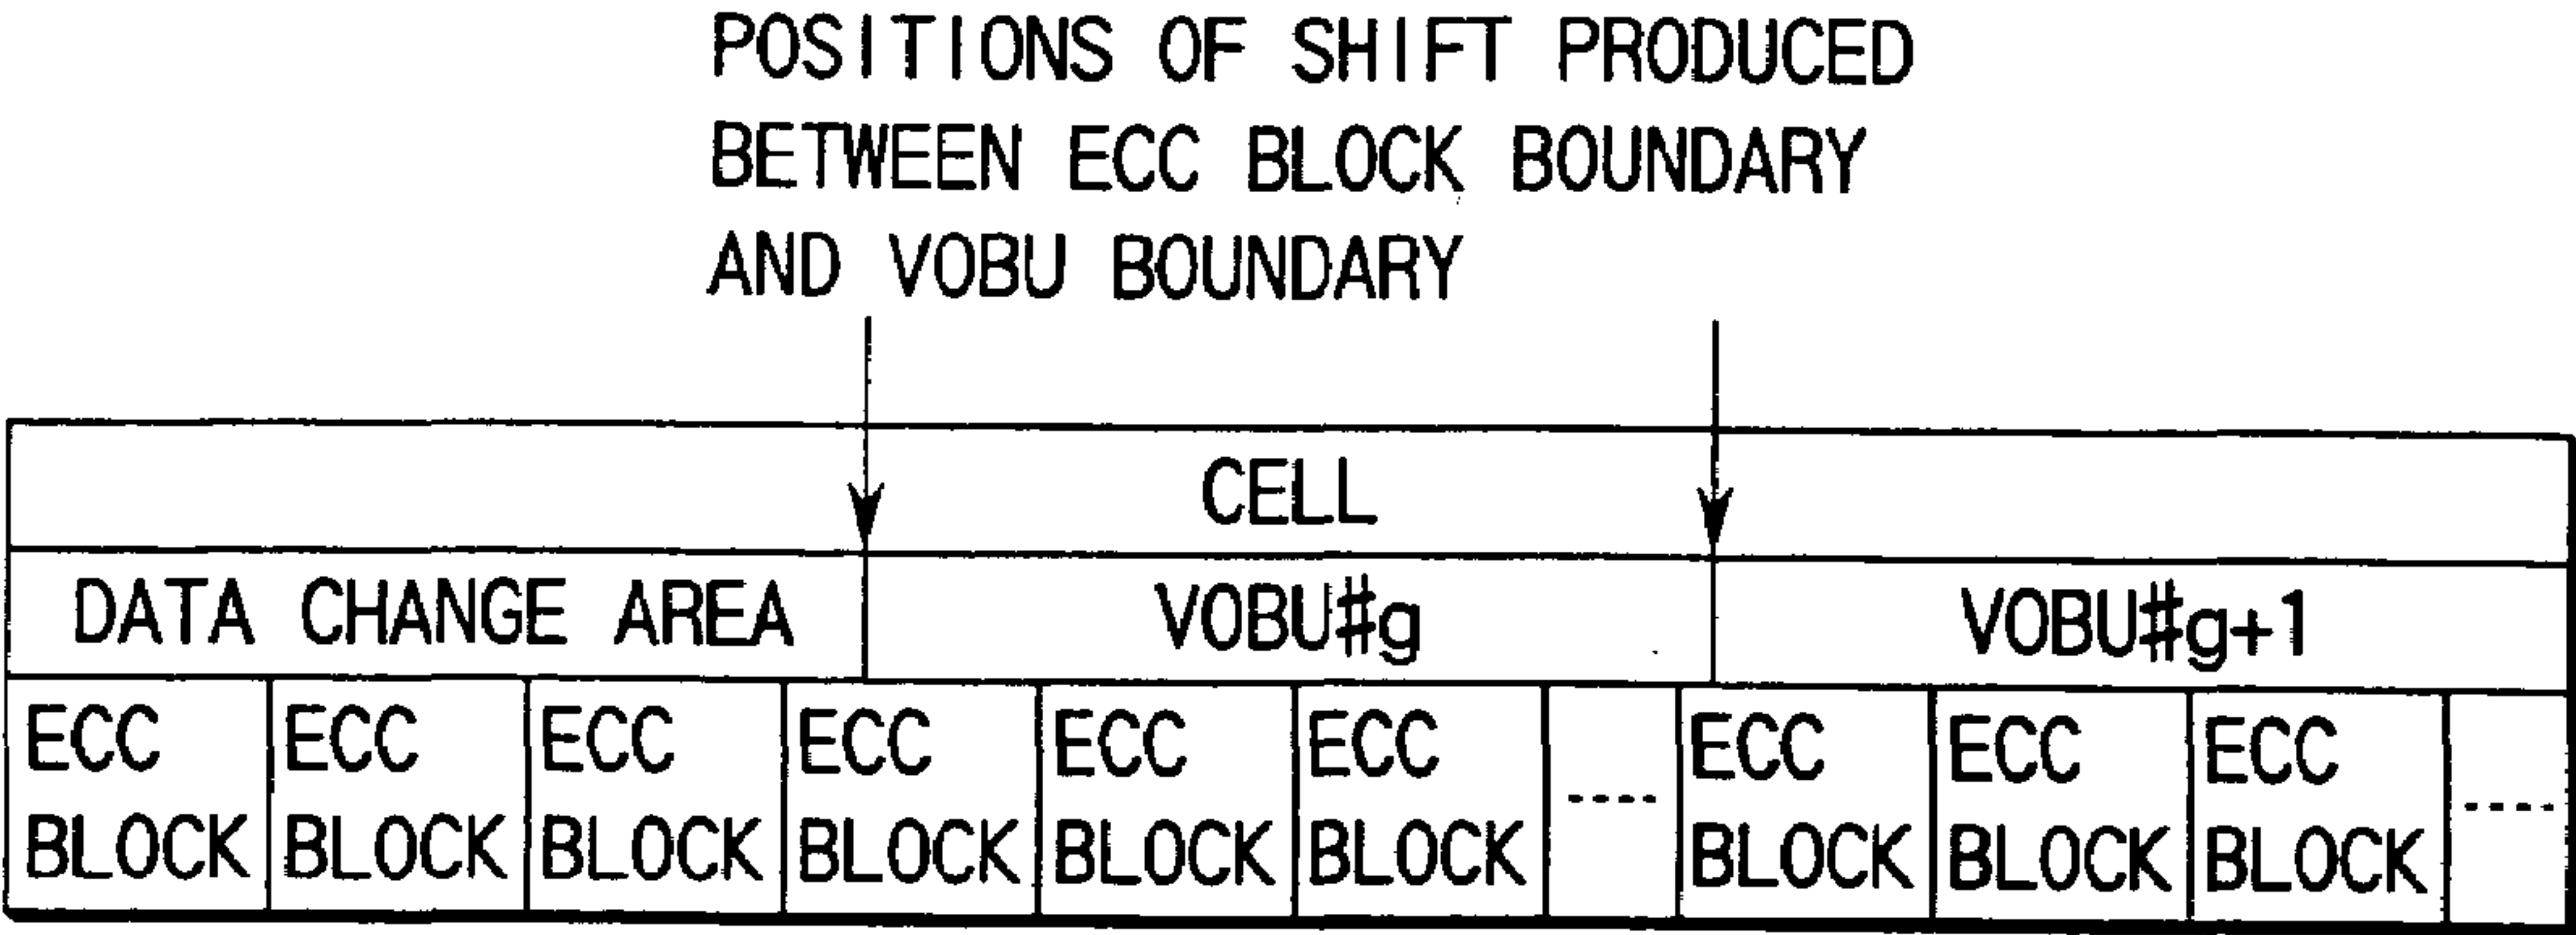 POSITIONS OF SHIFT PRODUCED
BETWEEN ECC BLOCK BOUNDARY
AND VOBU BOUNDARY
CELL
DATA CHANGE AREA VOBU#g VOBU#g+1
ECC ECC ECC ECC ECC ECC ECC ECC ECC
BLOCK BLOCK BLOCK BLOCK BLOCK BLOCK ---- BLOCK BLOCK BLOCK ----